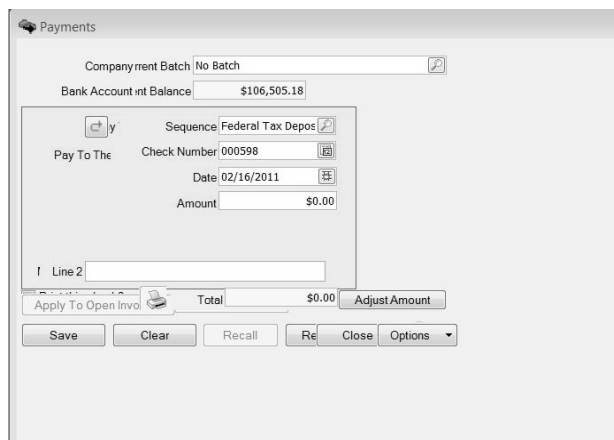 Payments
Companyrrent Batch No Batch
Bank Account nt Balance $106,505.18
y Sequence Federal Tax Depos
Pay To The Check Number 000598
Date 02/16/2011
Amount $0.00
Line 2
Apply To Open Invo Total $0.00 Adjust Amount
Save Clear Recall Re Close Options